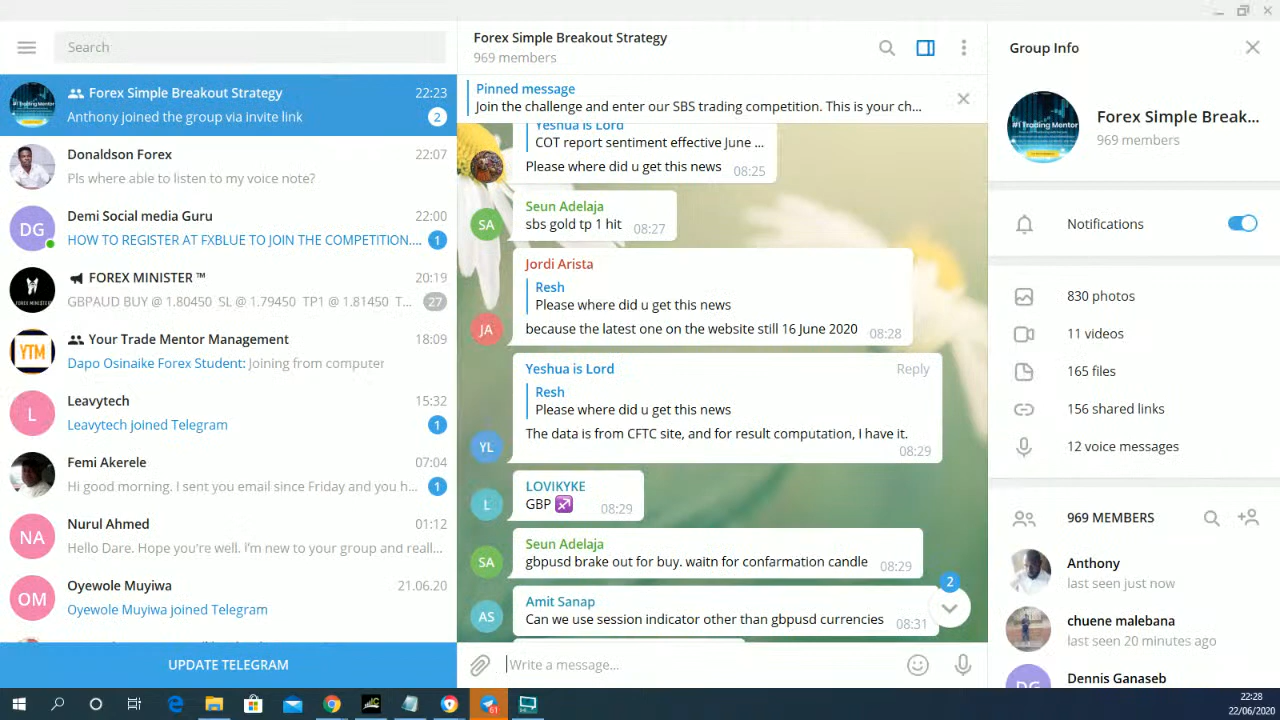 Search
Forex Simple Breakout Strategy 22:23
Anthony joined the group via invite link 2
Donaldson Forex 22:07
Pls where able to listen to my voice note?
DG
Demi Social media Guru 22:00
HOW TO REGISTER AT FXBLUE TO JOIN THE COMPETITION.... 1
FOREX MINISTER ™ 20:19
GBPAUD BUY @ 1.80450 SL @ 1.79450 TP1 @ 1.81450 T... 27
YTM
Your Trade Mentor Management 18:09
Dapo Osinaike Forex Student: Joining from computer
L
Leavytech 15:32
Leavytech joined Telegram 1
Femi Akerele 07:04
Hi good morning. I sent you email since Friday and you h... 1
NA
Nurul Ahmed 01:12
Hello Dare. Hope you're well. I'm new to your group and reall...
OM
Oyewole Muyiwa 21.06.20
Oyewole Muyiwa joined Telegram
UPDATE TELEGRAM
Forex Simple Breakout Strategy
969 members
Pinned message
Join the challenge and enter our SBS trading competition. This is your ch...
Yeshua is Lord
COT report sentiment effective June ...
Please where did u get this news 08:25
SA
Seun Adelaja
sbs gold tp 1 hit 08:27
Jordi Arista
Resh
Please where did u get this news
because the latest one on the website still 16 June 2020 08:28
JA
Yeshua is Lord Reply
Resh
Please where did u get this news
The data is from CFTC site, and for result computation, I have it.
08:29
YL
LOVIKYKE
GBP ♐ 08:29
L
Seun Adelaja
gbpusd brake out for buy. waitn for confarmation candle 08:29
SA
2
Amit Sanap
Can we use session indicator other than gbpusd currencies 08:31
AS
Write a message...
Group Info
#1 Trading Mentor
Forex Simple Break...
969 members
Notifications
830 photos
11 videos
165 files
156 shared links
12 voice messages
969 MEMBERS
Anthony
last seen just now
chuene malebana
last seen 20 minutes ago
DG
Dennis Ganaseb
61
22:28
22/06/2020